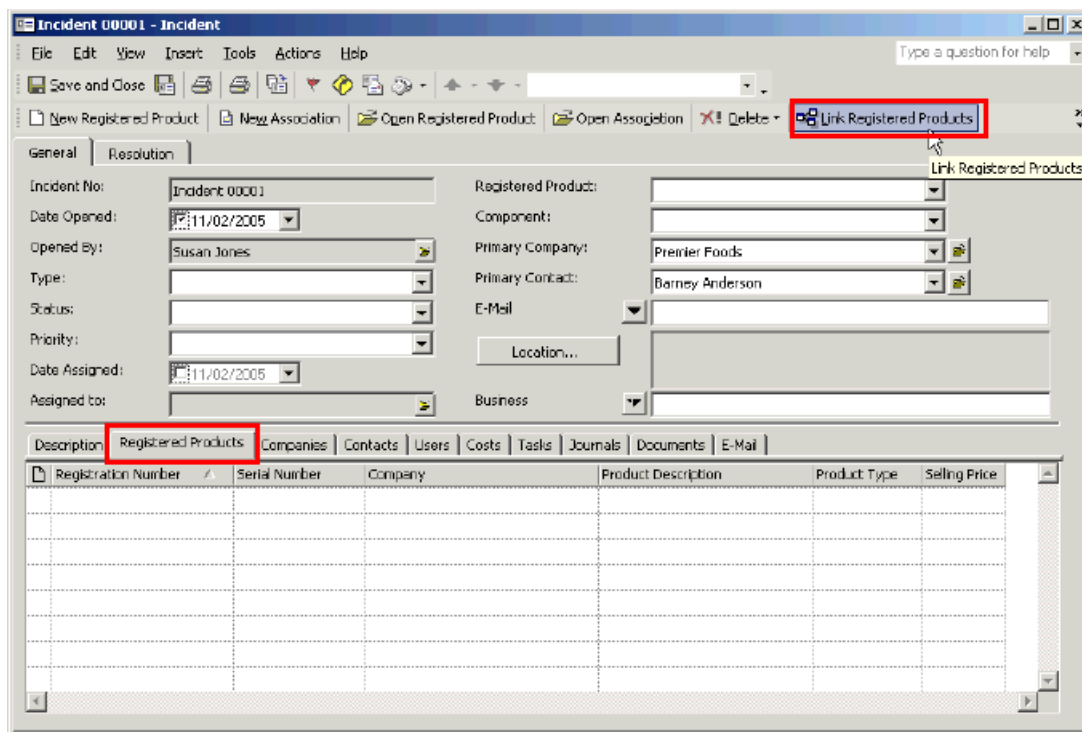 Incident 00001 - Incident
File Edit View Insert Tools Actions Help Type a question for help
Save and Close
New Registered Product New Association Open Registered Product Open Association Delete Link Registered Products
General Resolution
Link Registered Products
Incident No: Incident 00001 Registered Product:
Date Opened: 11/02/2005 Component:
Opened By: Susan Jones Primary Company: Premier Foods
Type: Primary Contact: Barney Anderson
Status: E-Mail
Priority: Location...
Date Assigned: 11/02/2005
Assigned to: Business
Description Registered Products Companies Contacts Users Costs Tasks Journals Documents E-Mail
Registration Number Serial Number Company Product Description Product Type Selling Price